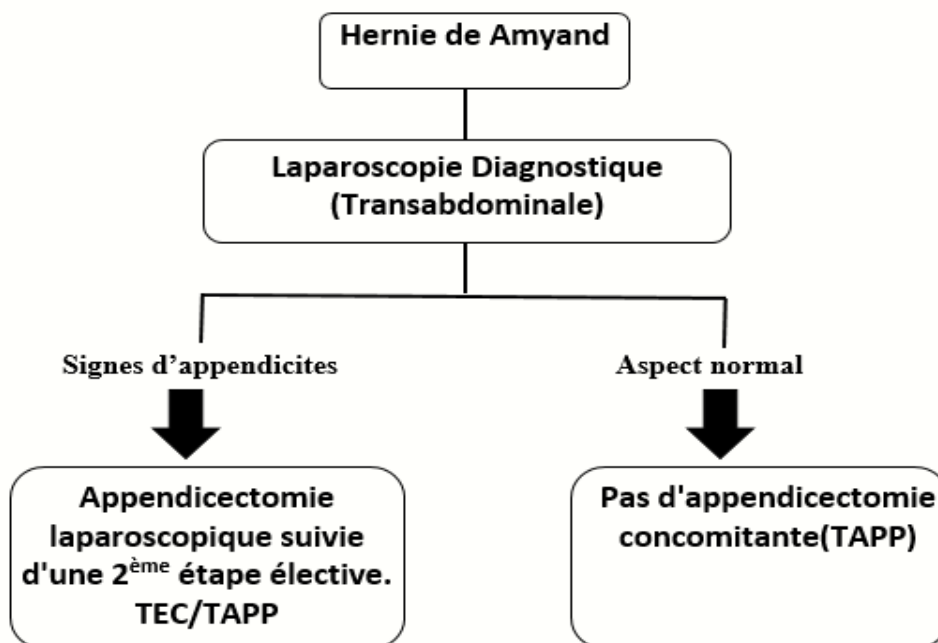 Hernie de Amyand
Laparoscopie Diagnostique
(Transabdominale)
Signes d’appendicites
Aspect normal
Appendicectomie
laparoscopique suivie
d'une 2ème étape élective.
TEC/TAPP
Pas d'appendicectomie
concomitante(TAPP)